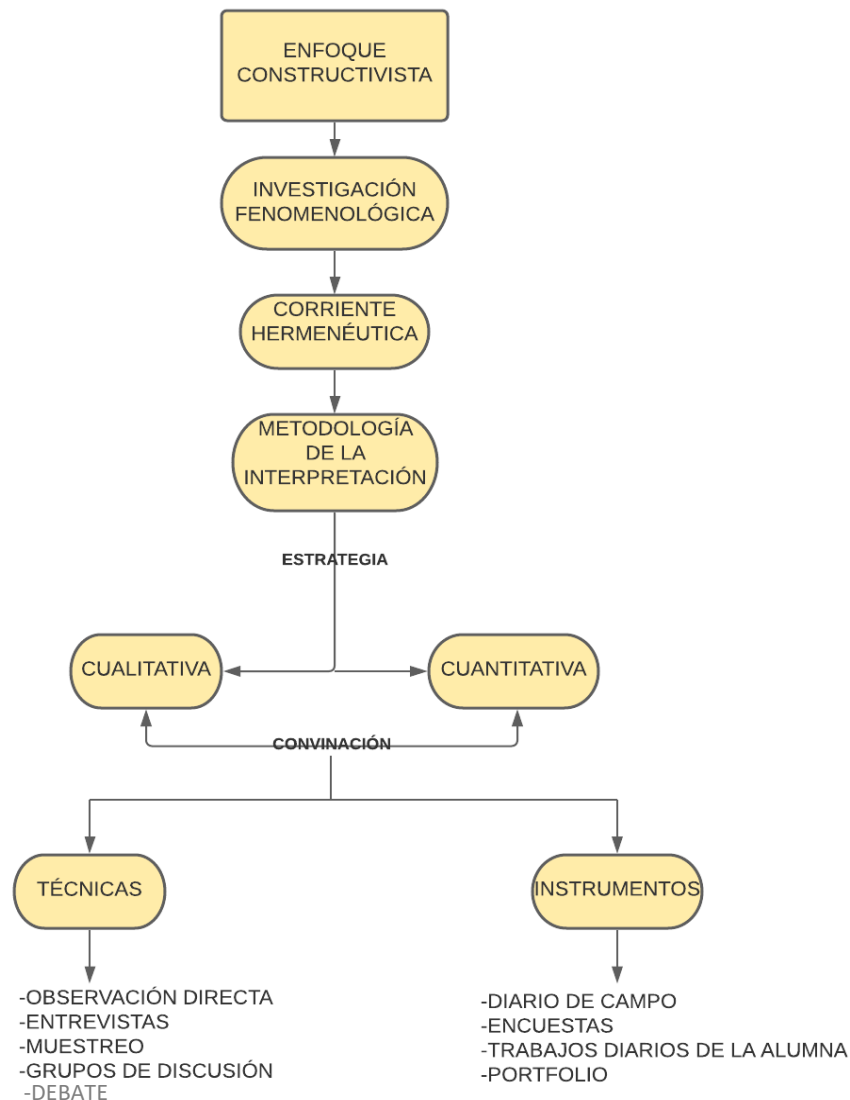 ENFOQUE
CONSTRUCTIVISTA
INVESTIGACIÓN
FENOMENOLÓGICA
CORRIENTE
HERMENÉUTICA
METODOLOGÍA
DE LA
INTERPRETACIÓN
ESTRATEGIA
CUALITATIVA
CUANTITATIVA
CONVINACIÓN
TÉCNICAS
INSTRUMENTOS
-OBSERVACIÓN DIRECTA
-ENTREVISTAS
-MUESTREO
-GRUPOS DE DISCUSIÓN
-DEBATE
-DIARIO DE CAMPO
-ENCUESTAS
-TRABAJOS DIARIOS DE LA ALUMNA
-PORTFOLIO